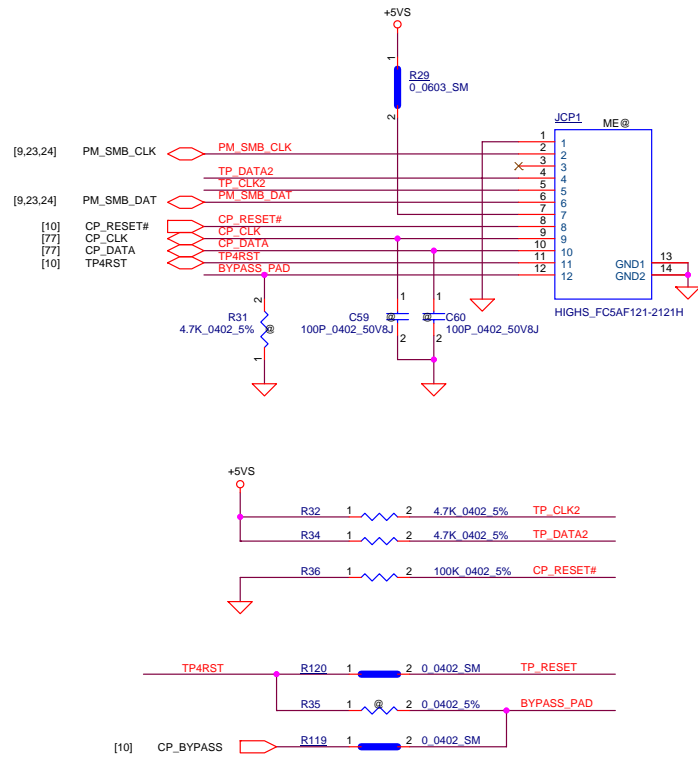 +5VS
1
R29
0_0603_SM
2
JCP1 ME@
1 1
[9,23,24] PM_SMB_CLK PM_SMB_CLK 2 2
3 3
TP_DATA2 4 4
TP_CLK2 5 5
[9,23,24] PM_SMB_DAT PM_SMB_DAT 6 6
7 7
[10] CP_RESET# CP_RESET# 8 8
[77] CP_CLK CP_CLK 9 9
[77] CP_DATA CP_DATA 10 10
[10] TP4RST TP4RST 11 11
BYPASS_PAD 12 12
GND1 13
GND2 14
HIGHS_FC5AF121-2121H
2
R31
4.7K_0402_5% @
1
1
C59 @
100P_0402_50V8J
2
1
@ C60
100P_0402_50V8J
2
+5VS
R32 1 2 4.7K_0402_5% TP_CLK2
R34 1 2 4.7K_0402_5% TP_DATA2
R36 1 2 100K_0402_5% CP_RESET#
TP4RST R120 1 2 0_0402_SM TP_RESET
R35 1 @ 2 0_0402_5% BYPASS_PAD
[10] CP_BYPASS R119 1 2 0_0402_SM